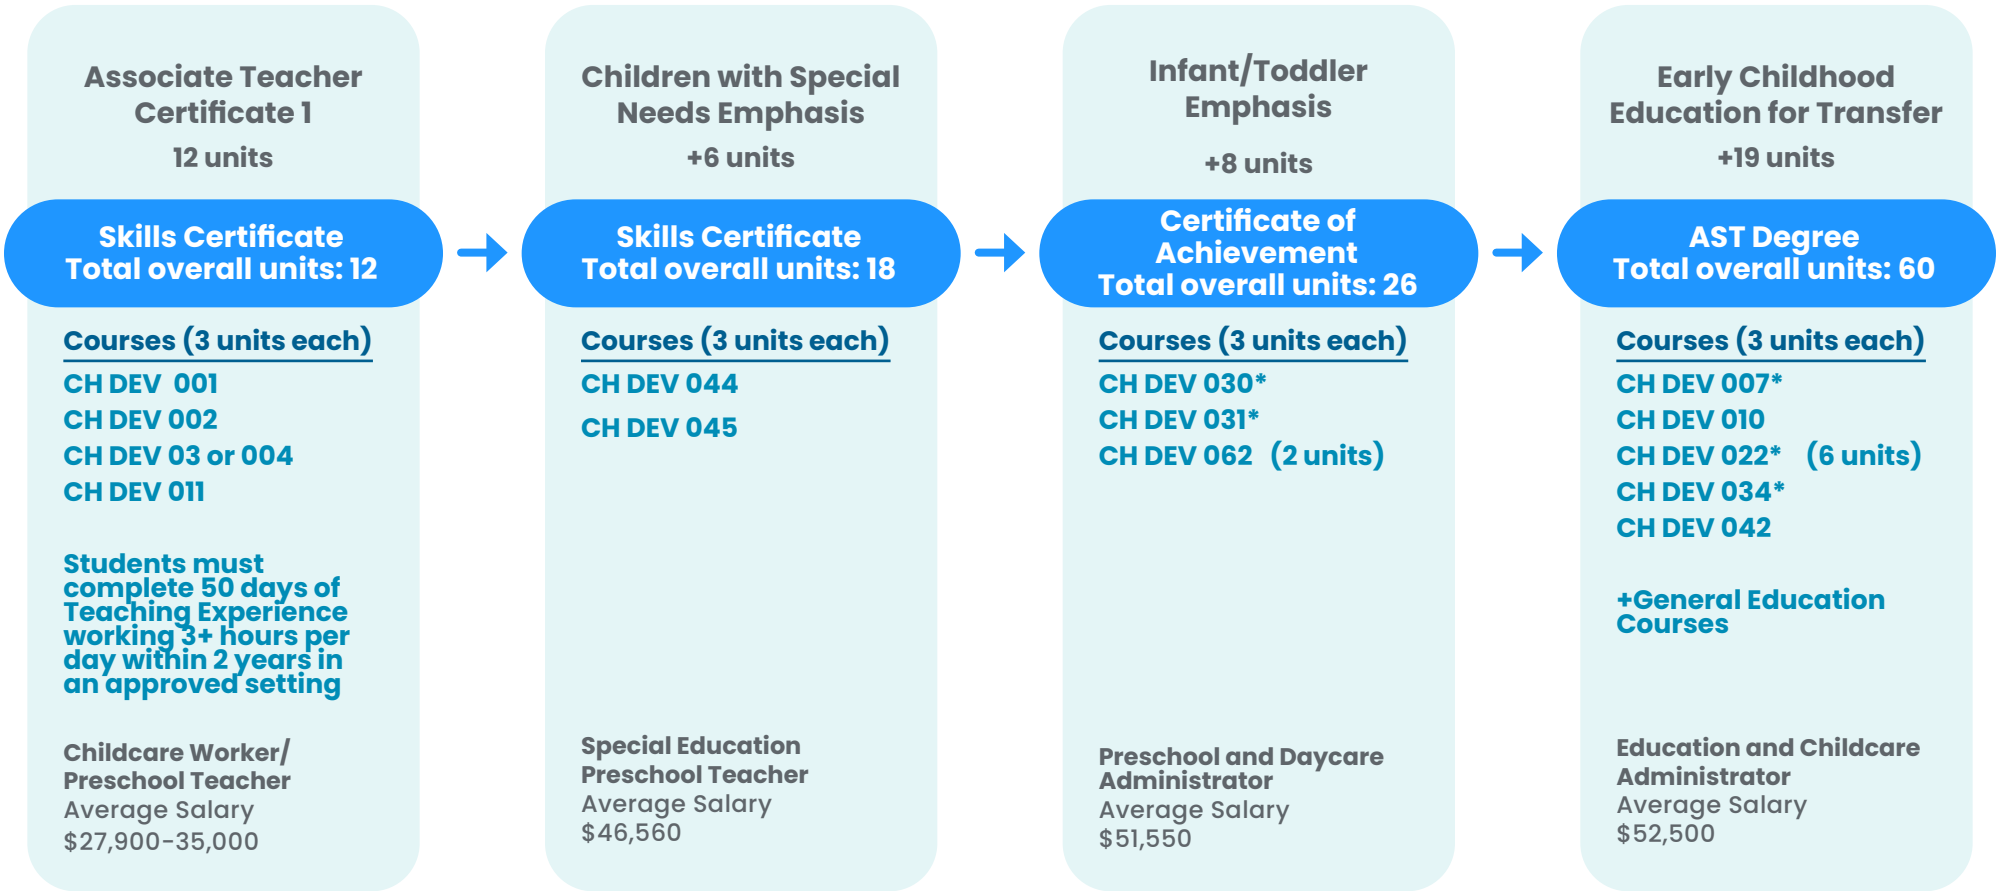 Associate Teacher
Certificate 1
12 units
Skills Certificate
Total overall units: 12
Courses (3 units each)
CH DEV  001
CH DEV 002
CH DEV 03 or 004
CH DEV 011
Students must
complete 50 days of
Teaching Experience
working 3+ hours per
day within 2 years in
an approved setting
Childcare Worker/
Preschool Teacher
Average Salary
$27,900-35,000
Children with Special
Needs Emphasis
+6 units
Skills Certificate
Total overall units: 18
Courses (3 units each)
CH DEV 044
CH DEV 045
Special Education
Preschool Teacher
Average Salary
$46,560
Infant/Toddler
Emphasis
+8 units
Certificate of
Achievement
Total overall units: 26
Courses (3 units each)
CH DEV 030*
CH DEV 031*
CH DEV 062  (2 units)
Preschool and Daycare
Administrator
Average Salary
$51,550
Early Childhood
Education for Transfer
+19 units
AST Degree
Total overall units: 60
Courses (3 units each)
CH DEV 007*
CH DEV 010
CH DEV 022*  (6 units)
CH DEV 034*
CH DEV 042
+General Education
Courses
Education and Childcare
Administrator
Average Salary
$52,500